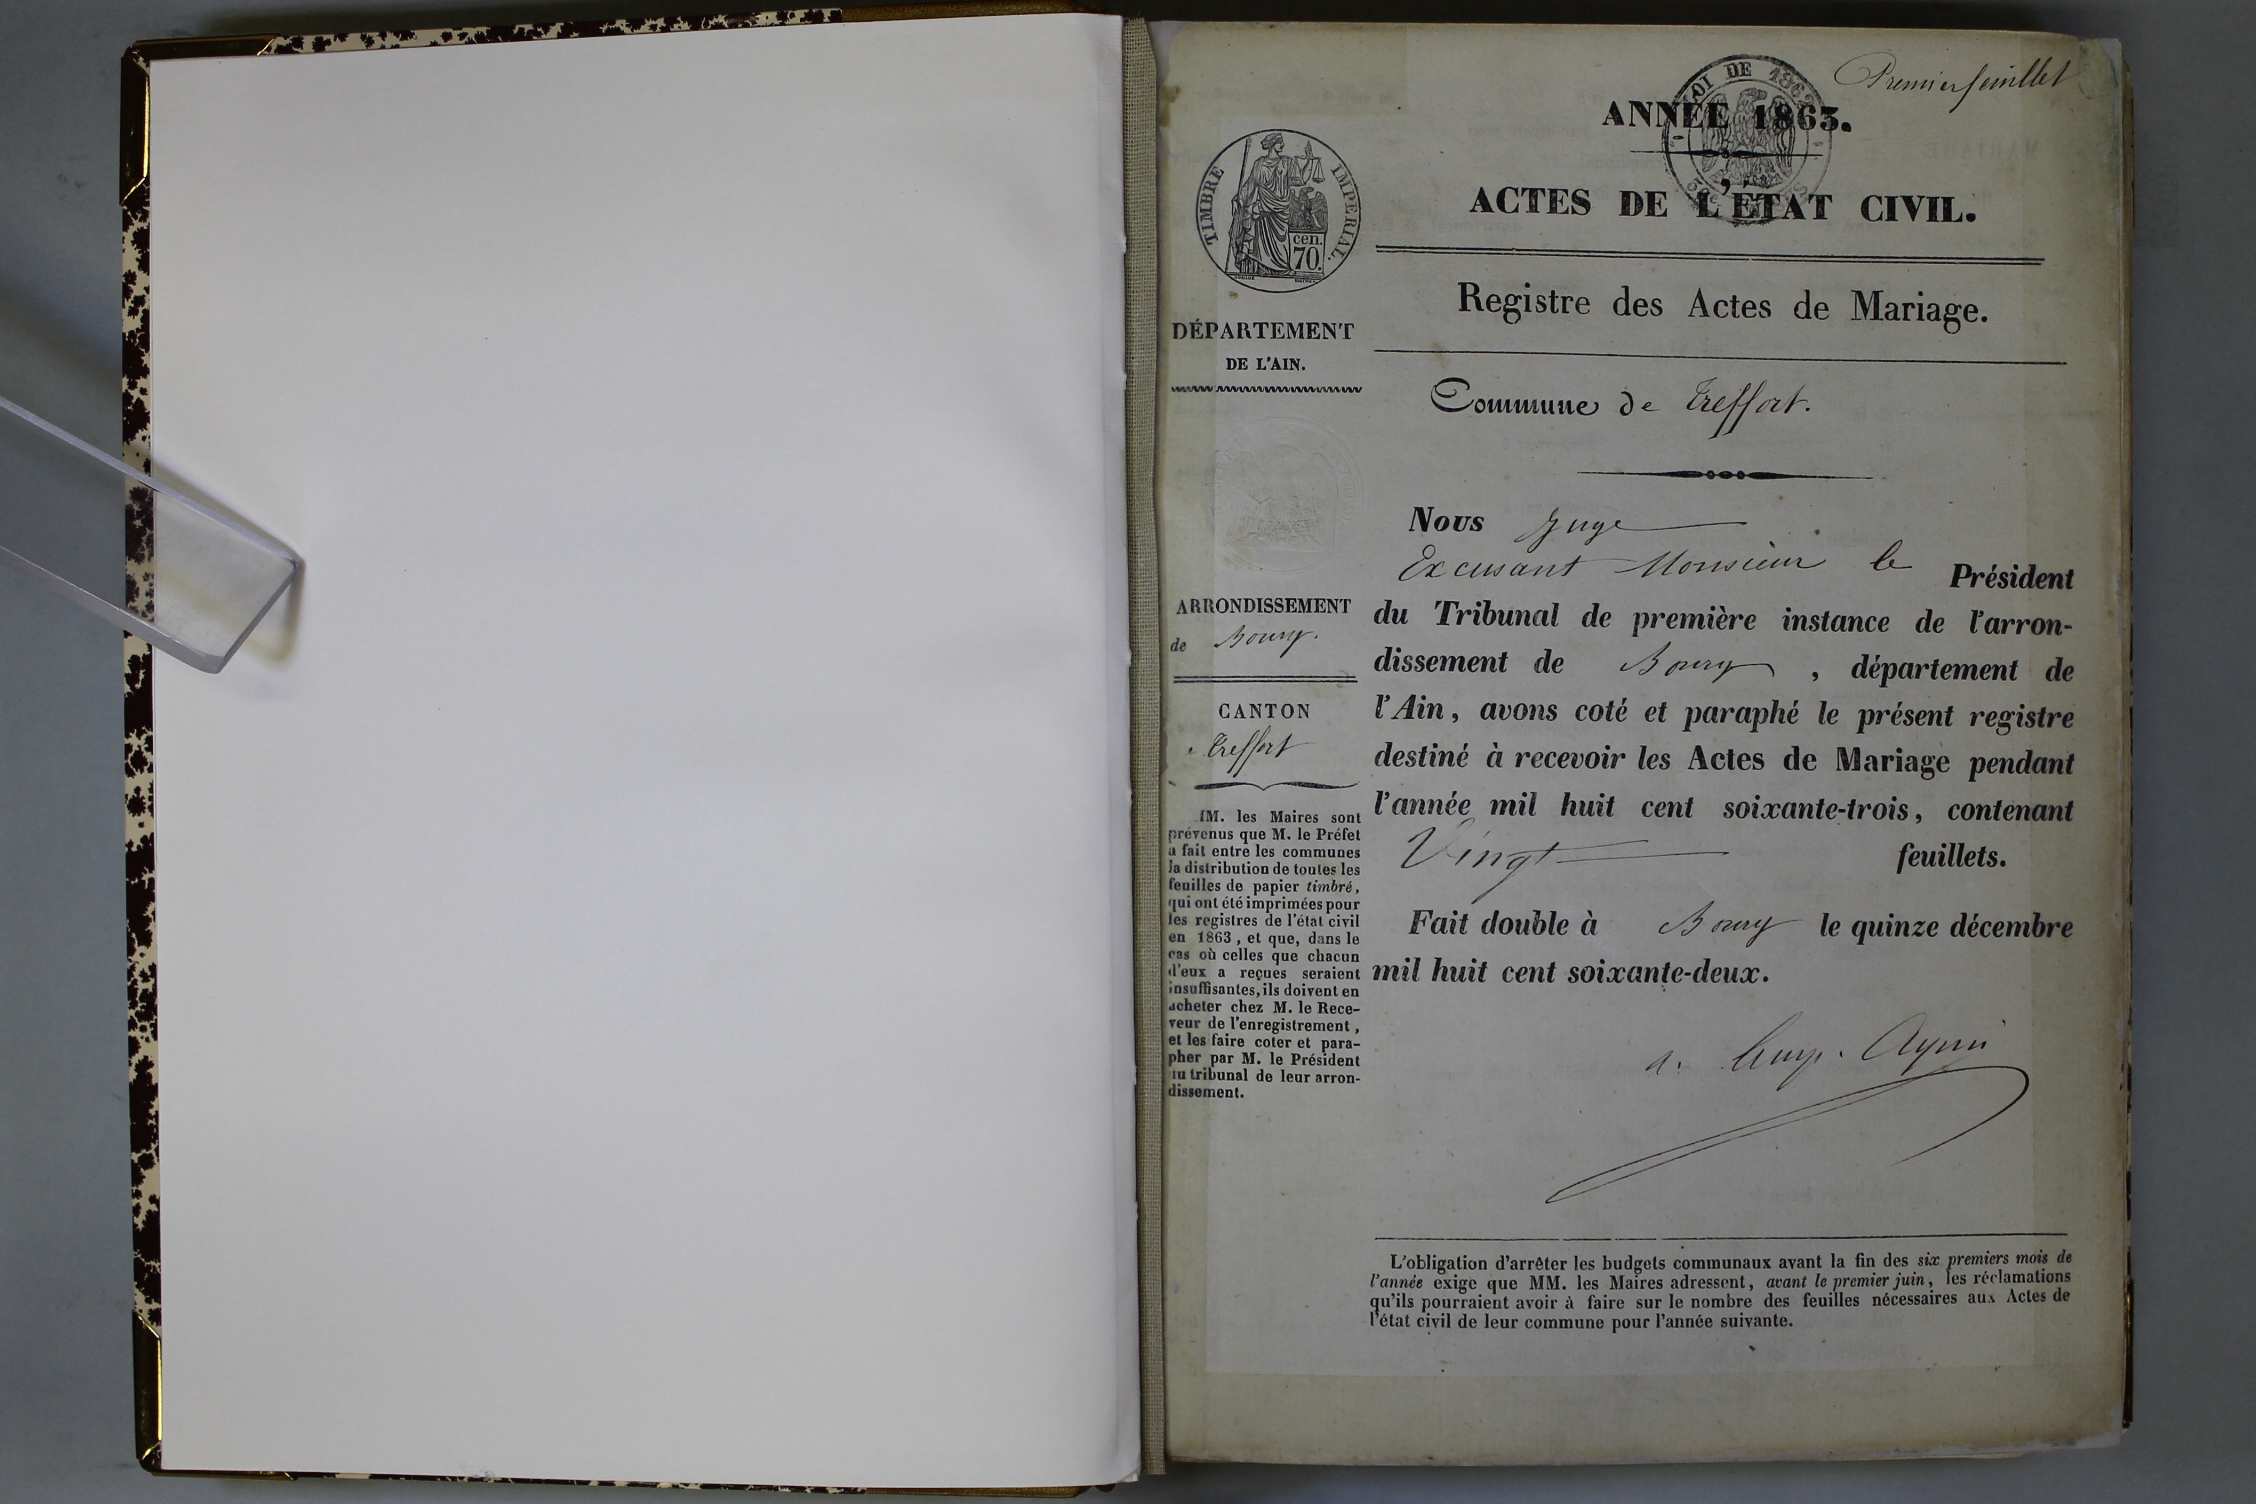 Premier feuillet
LOI DE 1862
ANNÉE 1863.
ACTES DE L'ÉTAT CIVIL.
TIMBRE IMPERIAL.
cen.
70
Registre des Actes de Mariage.
DÉPARTEMENT
DE L'AIN.
Commune de Treffort.
Nous Juge
Excusant Monsieur le Président
du Tribunal de première instance de l'arron-
dissement de Bourg, département de
l'Ain, avons coté et paraphé le présent registre
destiné à recevoir les Actes de Mariage pendant
l'année mil huit cent soixante-trois, contenant
Vingt feuillets.
Fait double à Bourg le quinze décembre
mil huit cent soixante-deux.
ARRONDISSEMENT
de Bourg.
CANTON
Treffort
MM. les Maires sont
prévenus que M. le Préfet
a fait entre les communes
la distribution de toutes les
feuilles de papier timbré,
qui ont été imprimées pour
les registres de l'état civil
en 1863, et que, dans le
cas où celles que chacun
d'eux a reçues seraient
insuffisantes, ils doivent en
acheter chez M. le Rece-
veur de l'enregistrement,
et les faire coter et para-
pher par M. le Président
du tribunal de leur arron-
dissement.
L'obligation d'arrêter les budgets communaux avant la fin des six premiers mois de
l'année exige que MM. les Maires adressent, avant le premier juin, les réclamations
qu'ils pourraient avoir à faire sur le nombre des feuilles nécessaires aux Actes de
l'état civil de leur commune pour l'année suivante.